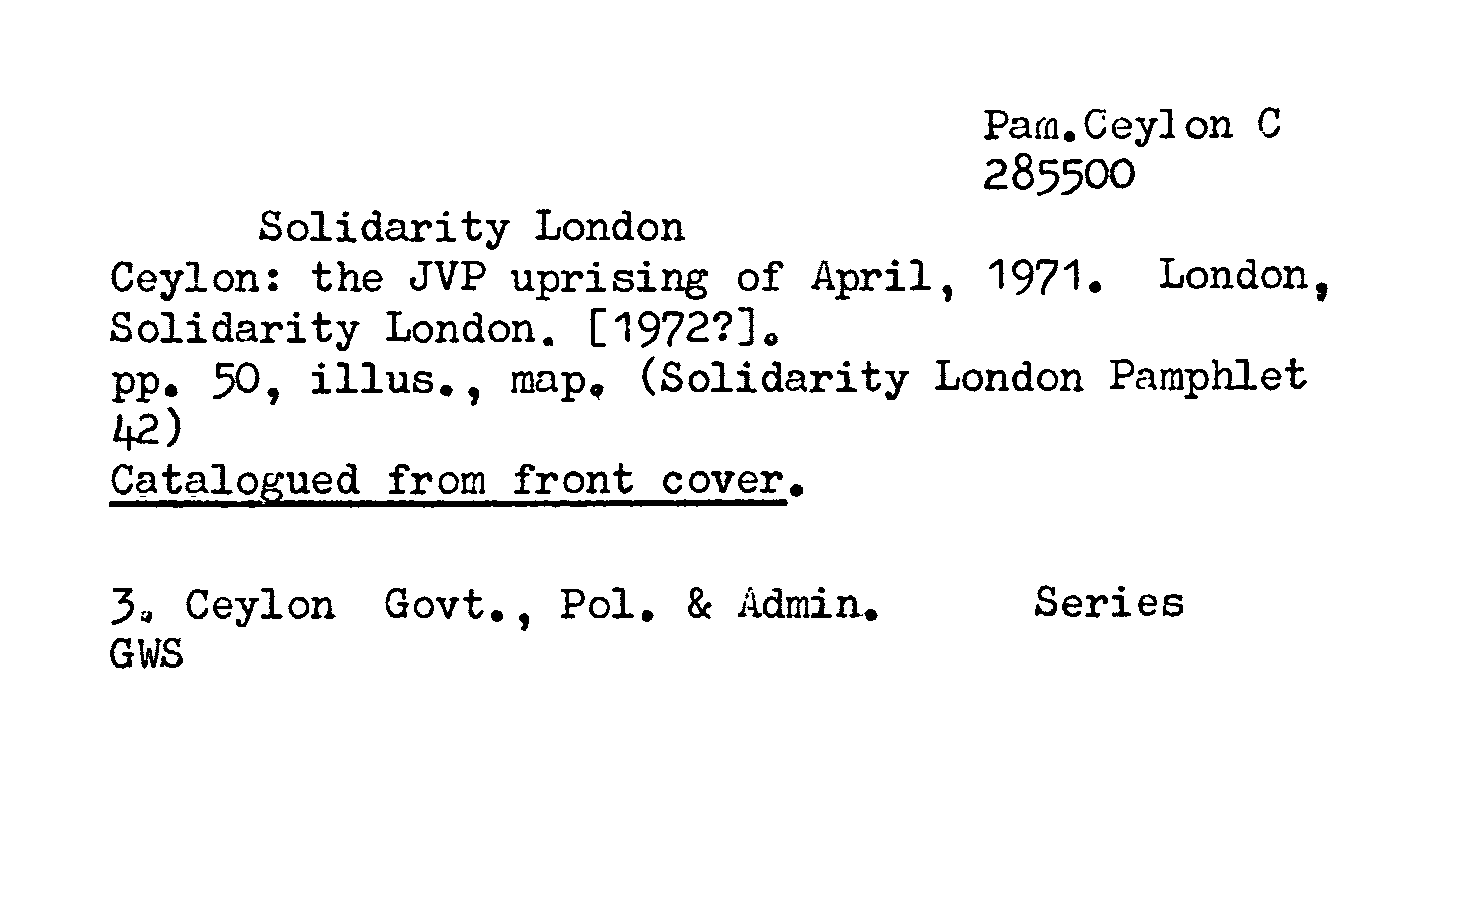 Pam.Ceylon C
285500
Solidarity London
Ceylon: the JVP uprising of April, 1971. London,
Solidarity London. [1972?].
pp. 50, illus., map. (Solidarity London Pamphlet
42)
Catalogued from front cover.
3. Ceylon Govt., Pol. & Admin. Series
GWS